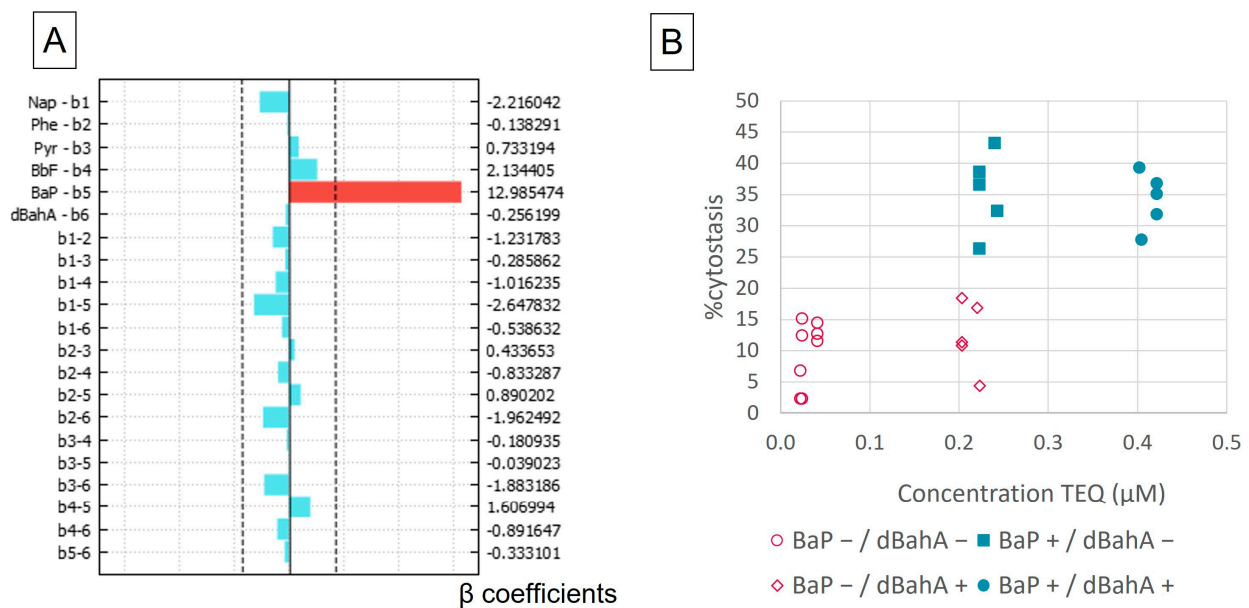 A
Nap - b1 -2.216042
Phe - b2 -0.138291
Pyr - b3 0.733194
BbF - b4 2.134405
BaP - b5 12.985474
dBahA - b6 -0.256199
b1-2 -1.231783
b1-3 -0.285862
b1-4 -1.016235
b1-5 -2.647832
b1-6 -0.538632
b2-3 0.433653
b2-4 -0.833287
b2-5 0.890202
b2-6 -1.962492
b3-4 -0.180935
b3-5 -0.039023
b3-6 -1.883186
b4-5 1.606994
b4-6 -0.891647
b5-6 -0.333101
β coefficients
B
%cytostasis
50
45
40
35
30
25
20
15
10
5
0
0.0 0.1 0.2 0.3 0.4 0.5
Concentration TEQ (µM)
BaP − / dBahA − BaP + / dBahA −
BaP − / dBahA + BaP + / dBahA +